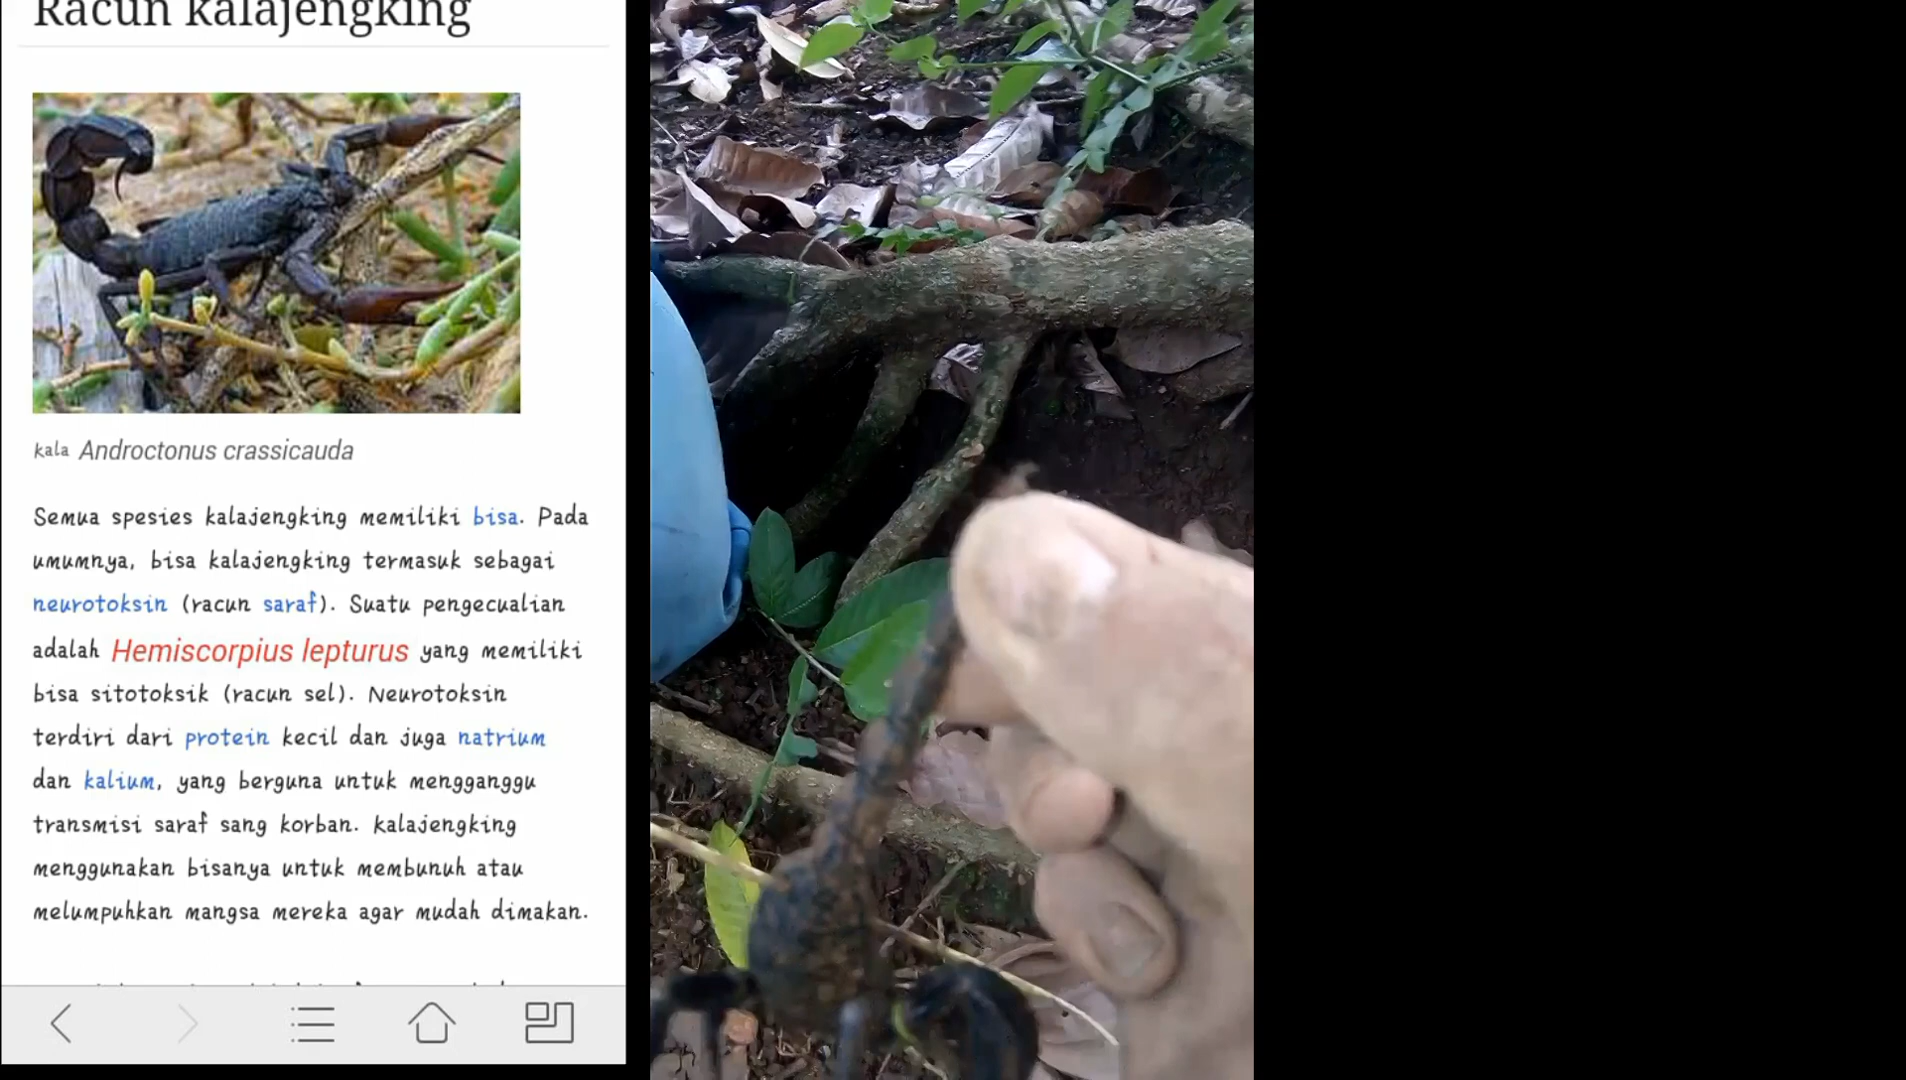 Racun kalajengking
kala Androctonus crassicauda
Semua spesies kalajengking memiliki bisa. Pada
umumnya, bisa kalajengking termasuk sebagai
neurotoksin (racun saraf). Suatu pengecualian
adalah Hemiscorpius lepturus yang memiliki
bisa sitotoksik (racun sel). Neurotoksin
terdiri dari protein kecil dan juga natrium
dan kalium, yang berguna untuk mengganggu
transmisi saraf sang korban. Kalajengking
menggunakan bisanya untuk membunuh atau
melumpuhkan mangsa mereka agar mudah dimakan.